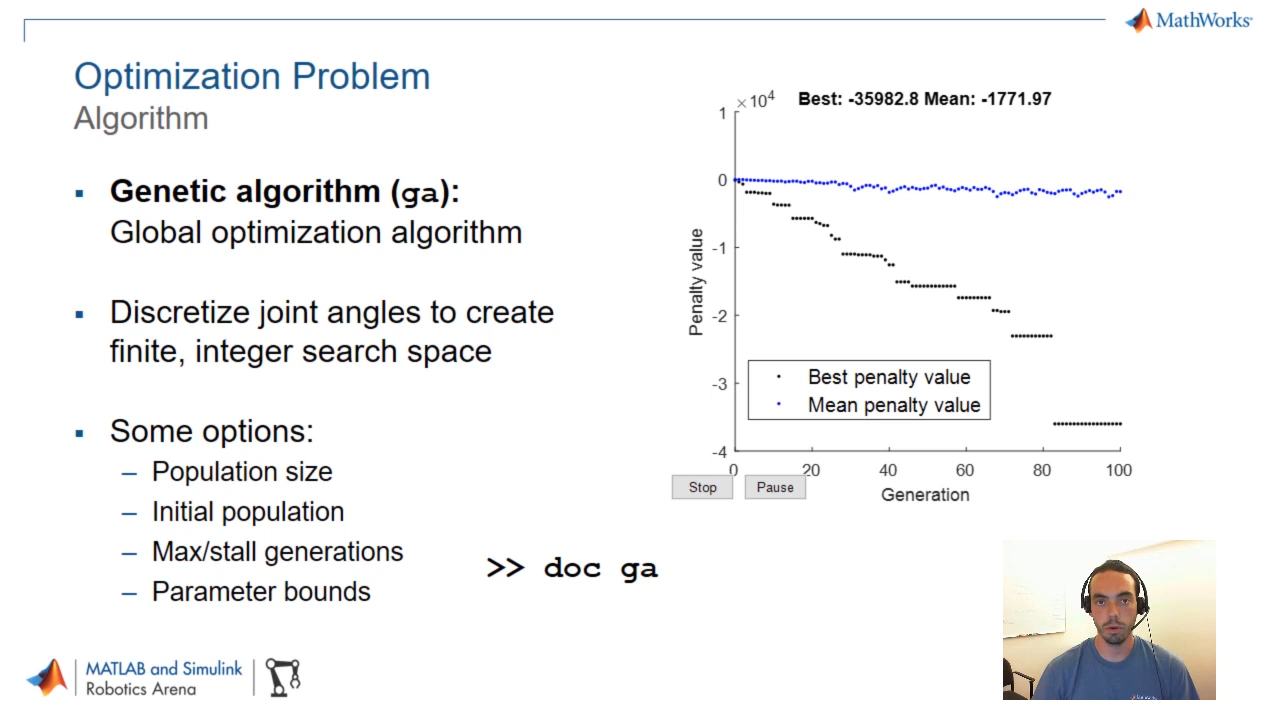 MathWorks
Optimization Problem
Algorithm
Genetic algorithm (ga):
Global optimization algorithm
Discretize joint angles to create
finite, integer search space
Some options:
– Population size
– Initial population
– Max/stall generations
– Parameter bounds
>> doc ga
×10⁴
Best: -35982.8 Mean: -1771.97
1
0
-1
-2
-3
-4
Penalty value
Best penalty value
Mean penalty value
0 20 40 60 80 100
Generation
Stop Pause
MATLAB and Simulink
Robotics Arena